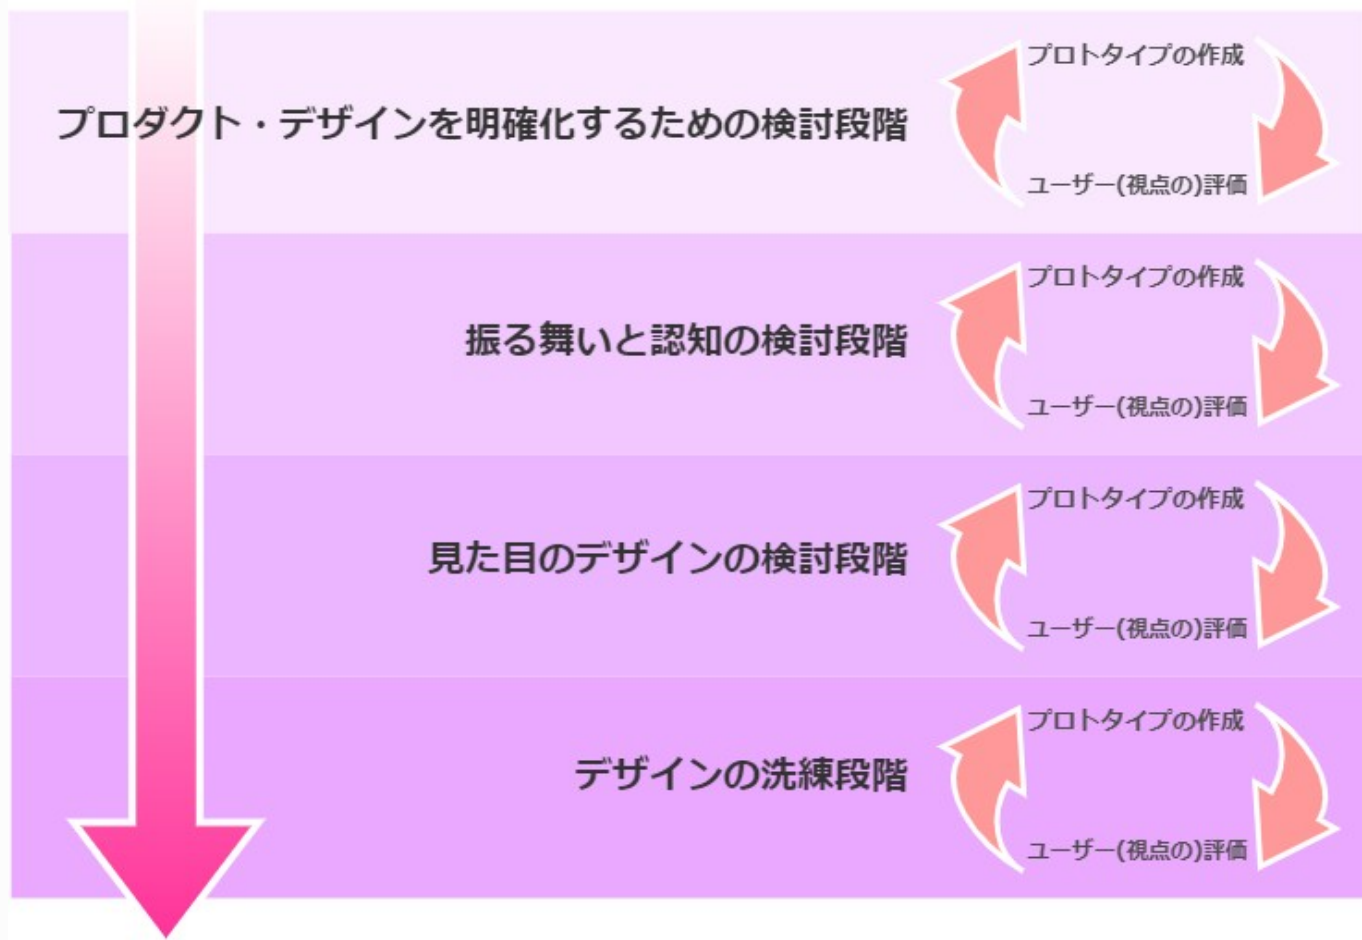 プロトタイプの作成
プロダクト・デザインを明確化するための検討段階
ユーザー(視点の)評価
プロトタイプの作成
振る舞いと認知の検討段階
ユーザー(視点の)評価
プロトタイプの作成
見た目のデザインの検討段階
ユーザー(視点の)評価
プロトタイプの作成
デザインの洗練段階
ユーザー(視点の)評価